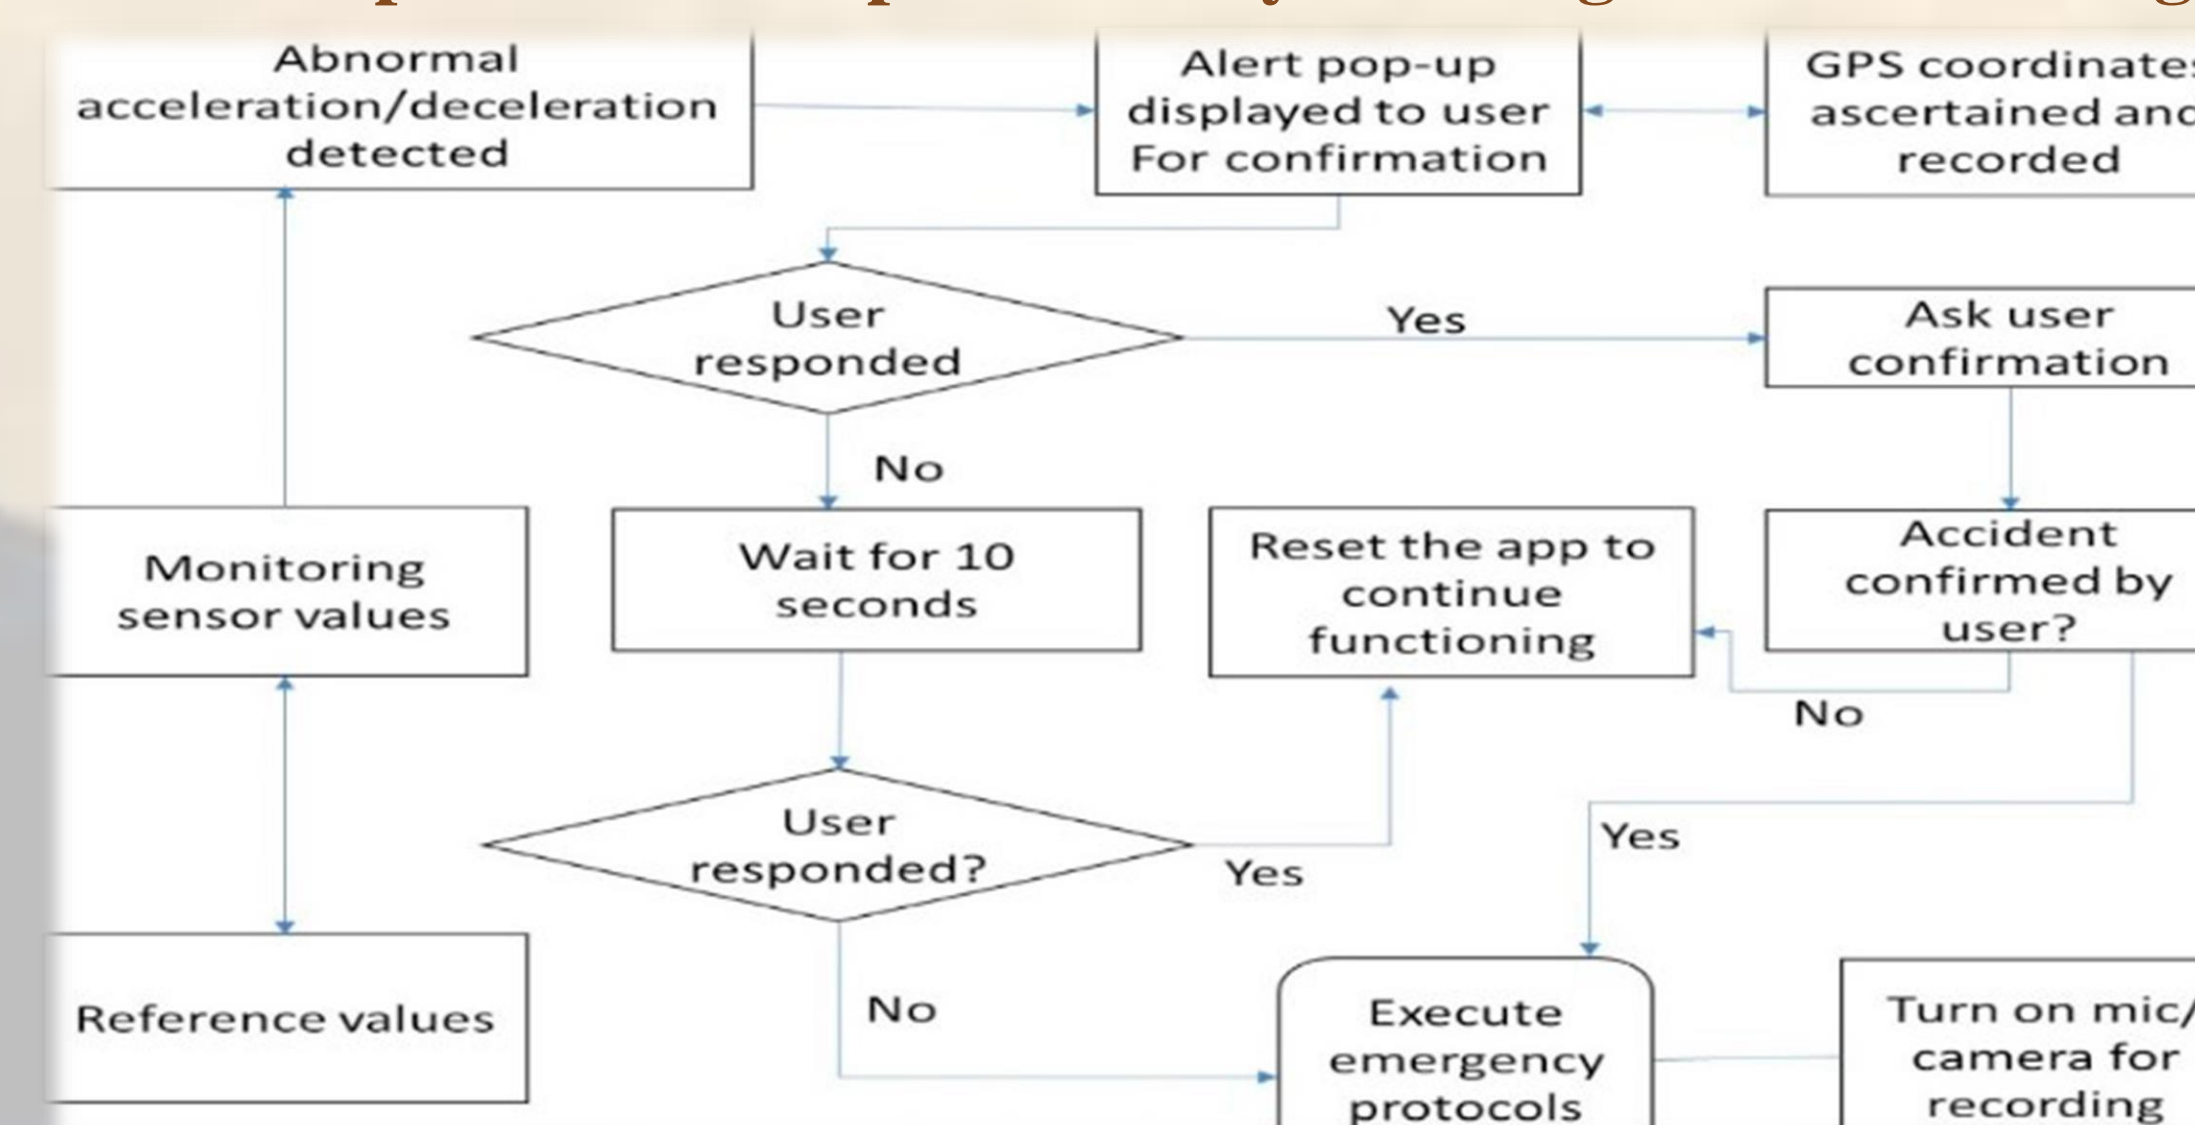 Abnormal
acceleration/deceleration
detected
Alert pop-up
displayed to user
For confirmation
GPS coordinates
ascertained and
recorded
User
responded
Yes
Ask user
confirmation
No
Monitoring
sensor values
Wait for 10
seconds
Reset the app to
continue
functioning
Accident
confirmed by
user?
No
User
responded?
Yes
Yes
Reference values
No
Execute
emergency
protocols
Turn on mic/
camera for
recording